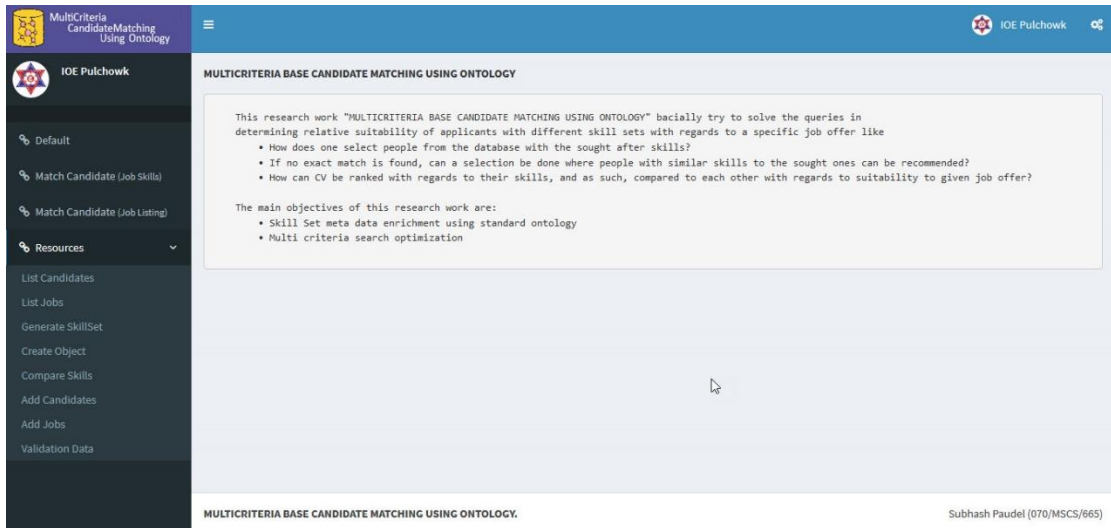 MultiCriteria
CandidateMatching
Using Ontology
IOE Pulchowk
IOE Pulchowk
Default
Match Candidate (Job Skills)
Match Candidate (Job Listing)
Resources
List Candidates
List Jobs
Generate SkillSet
Create Object
Compare Skills
Add Candidates
Add Jobs
Validation Data
MULTICRITERIA BASE CANDIDATE MATCHING USING ONTOLOGY
This research work "MULTICRITERIA BASE CANDIDATE MATCHING USING ONTOLOGY" bacially try to solve the queries in
determining relative suitability of applicants with different skill sets with regards to a specific job offer like
• How does one select people from the database with the sought after skills?
• If no exact match is found, can a selection be done where people with similar skills to the sought ones can be recommended?
• How can CV be ranked with regards to their skills, and as such, compared to each other with regards to suitability to given job offer?
The main objectives of this research work are:
• Skill Set meta data enrichment using standard ontology
• Multi criteria search optimization
MULTICRITERIA BASE CANDIDATE MATCHING USING ONTOLOGY.
Subhash Paudel (070/MSCS/665)